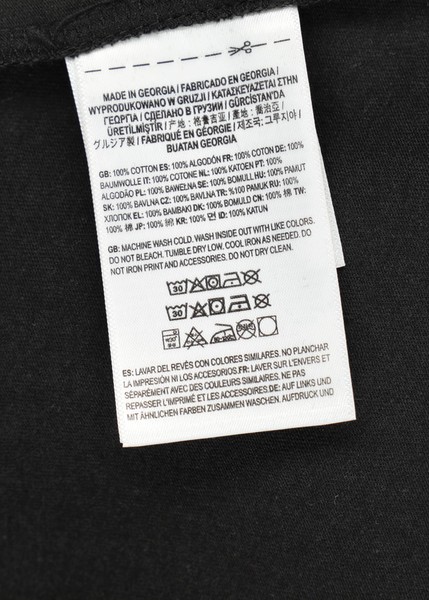 MADE IN GEORGIA / FABRICADO EN GEORGIA /
WYPRODUKOWANO W GRUZJI / ΚΑΤΑΣΚΕΥΑΖΕΤΑΙ ΣΤΗΝ
ΓΕΩΡΓΙΑ / СДЕЛАНО В ГРУЗИИ / GÜRCİSTAN'DA
ÜRETİLMİŞTİR / 产地 : 格鲁吉亚 / 產地 : 喬治亞 /
グルジア製 / FABRIQUÉ EN GÉORGIE / 제조국: 그루지야 /
BUATAN GEORGIA
GB: 100% COTTON ES: 100% ALGODÓN FR: 100% COTON DE: 100%
BAUMWOLLE IT: 100% COTONE NL: 100% KATOEN PT: 100%
ALGODÃO PL: 100% BAWEŁNA SE: 100% BOMULL HU: 100% PAMUT
SK: 100% BAVLNA CZ: 100% BAVLNA TR: %100 PAMUK RU: 100%
ХЛОПОК EL: 100% ΒΑΜΒΑΚΙ DK: 100% BOMULD CN: 100% 棉 TW:
100% 棉 JP: 100% 綿 KR: 100% 면 ID: 100% KATUN
GB: MACHINE WASH COLD. WASH INSIDE OUT WITH LIKE COLORS.
DO NOT BLEACH. TUMBLE DRY LOW. COOL IRON AS NEEDED. DO
NOT IRON PRINT AND ACCESSORIES. DO NOT DRY CLEAN.
30
30
ES: LAVAR DEL REVÉS CON COLORES SIMILARES. NO PLANCHAR
LA IMPRESIÓN NI LOS ACCESORIOS.FR: LAVER SUR L'ENVERS ET
SÉPARÉMENT AVEC DES COULEURS SIMILAIRES. NE PAS
REPASSER L'IMPRIMÉ ET LES ACCESSOIRES. DE: AUF LINKS UND
MIT ÄHNLICHEN FARBEN ZUSAMMEN WASCHEN. AUFDRUCK UND